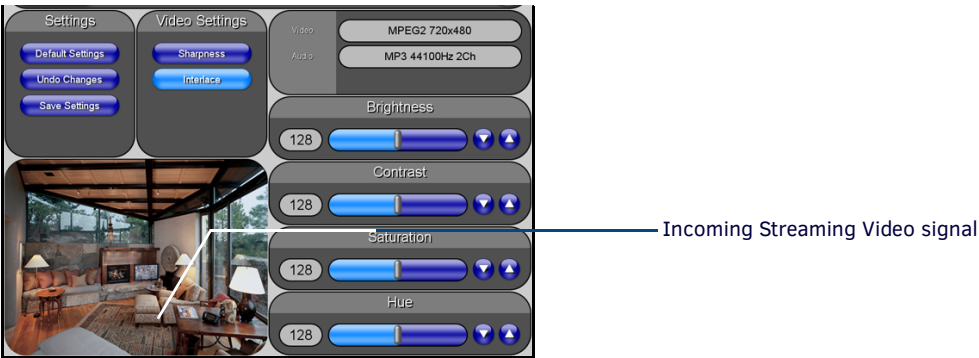 Settings
Default Settings
Undo Changes
Save Settings
Video Settings
Sharpness
Interlace
Video
MPEG2 720x480
Audio
MP3 44100Hz 2Ch
Brightness
128
Contrast
128
Saturation
128
Hue
128
Incoming Streaming Video signal